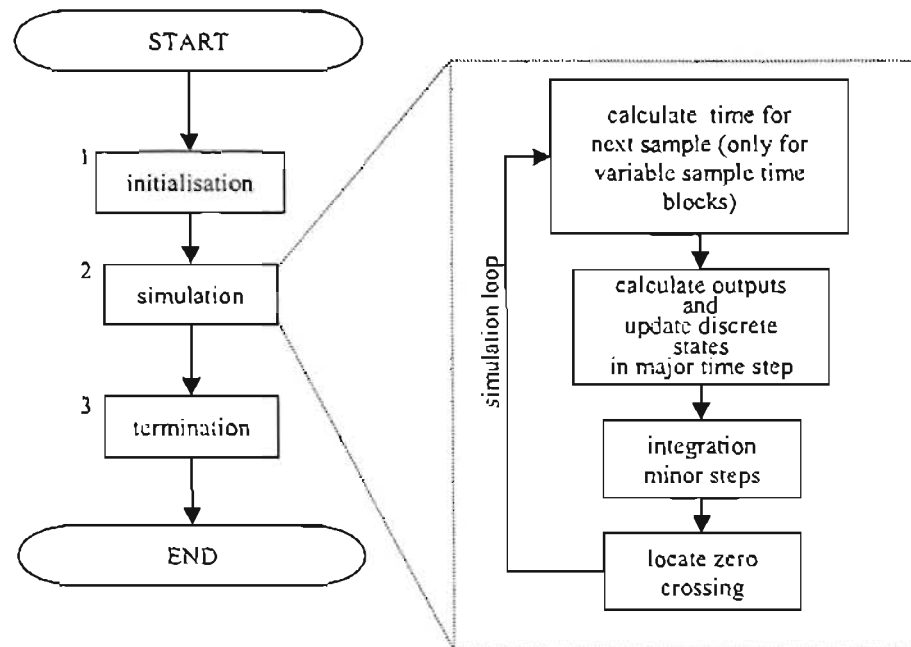 START
1
initialisation
2
simulation
3
termination
END
simulation loop
calculate time for
next sample (only for
variable sample time
blocks)
calculate outputs
and
update discrete
states
in major time step
integration
minor steps
locate zero
crossing